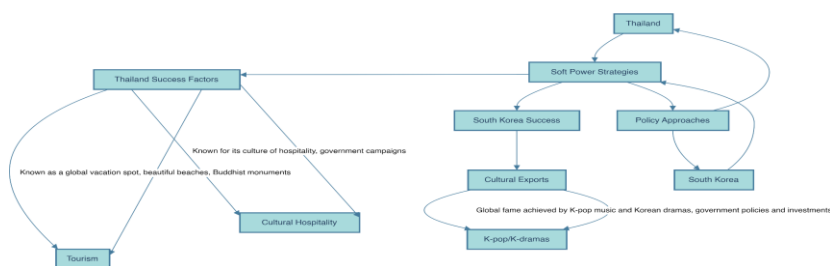 Thailand
Soft Power Strategies
Thailand Success Factors
South Korea Success
Policy Approaches
Known for its culture of hospitality, government campaigns
Known as a global vacation spot, beautiful beaches, Buddhist monuments
Cultural Exports
South Korea
Global fame achieved by K-pop music and Korean dramas, government policies and investments
Cultural Hospitality
K-pop/K-dramas
Tourism